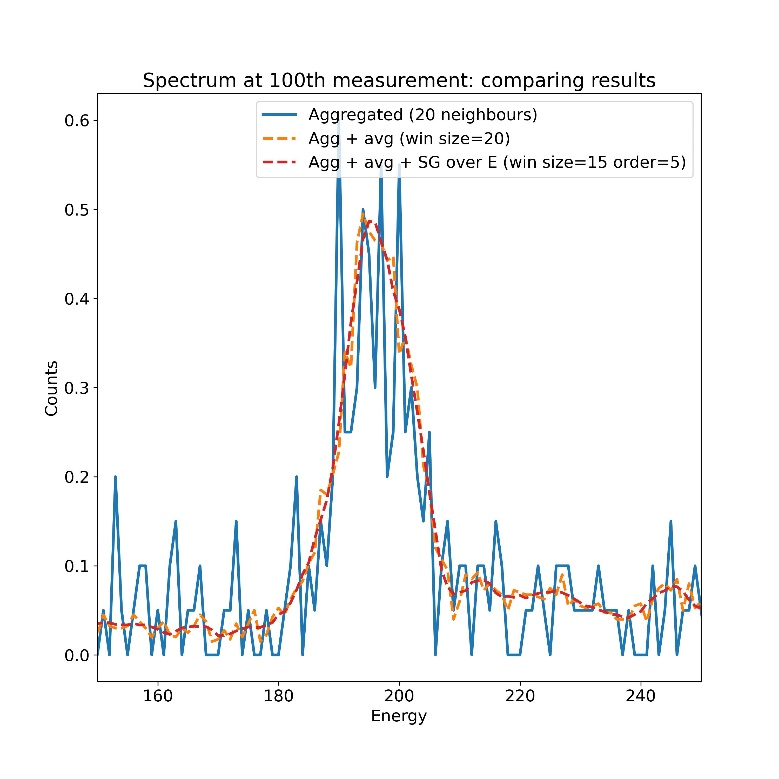 Spectrum at 100th measurement: comparing results
Aggregated (20 neighbours)
Agg + avg (win size=20)
Agg + avg + SG over E (win size=15 order=5)
0.6
0.5
0.4
0.3
0.2
0.1
0.0
Counts
160 180 200 220 240
Energy